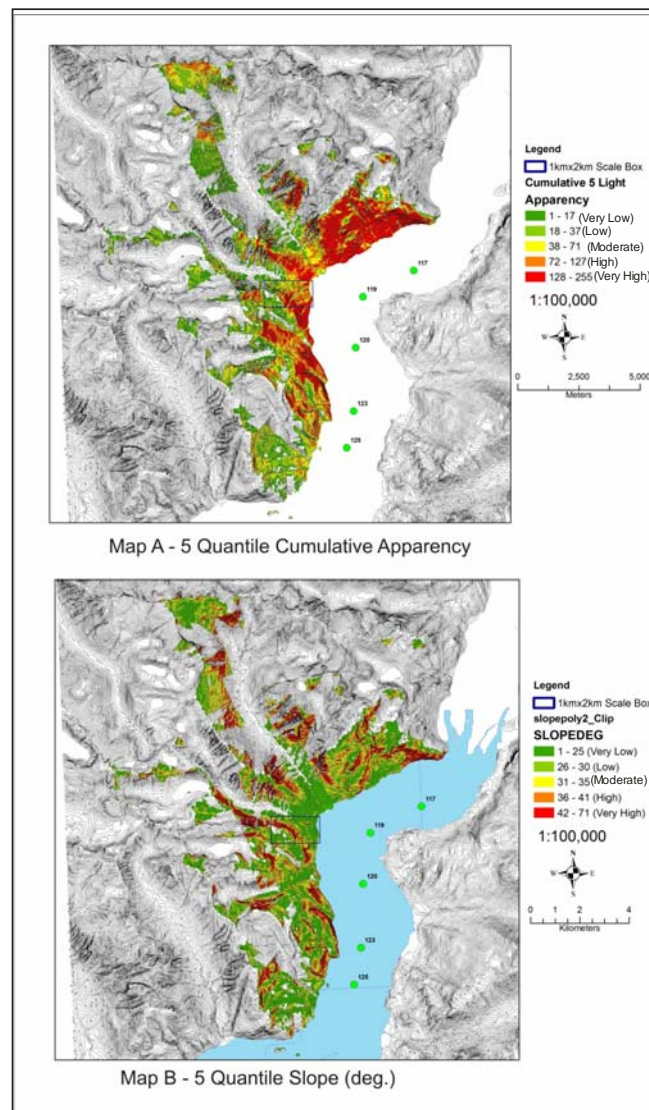 Legend
1kmx2km Scale Box
Cumulative 5 Light
Apparency
1 - 17 (Very Low)
18 - 37 (Low)
38 - 71 (Moderate)
72 - 127 (High)
128 - 255 (Very High)
1:100,000
N
W E
S
0 2,500 5,000
Meters
117
119
120
123
125
Map A - 5 Quantile Cumulative Apparency
Legend
1kmx2km Scale Box
slopepoly2_Clip
SLOPEDEG
1 - 25 (Very Low)
26 - 30 (Low)
31 - 35 (Moderate)
36 - 41 (High)
42 - 71 (Very High)
1:100,000
N
W E
S
0 1 2 4
Kilometers
117
119
120
123
125
Map B - 5 Quantile Slope (deg.)